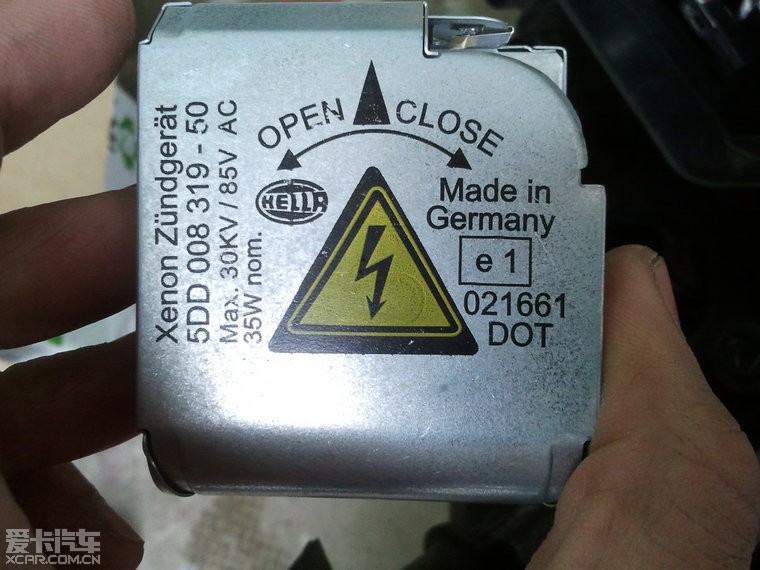 OPEN CLOSE
HELLA
Xenon Zündgerät
5DD 008 319 - 50
Max. 30KV / 85V AC
35W nom.
Made in
Germany
e 1
021661
DOT
爱卡汽车
XCAR.COM.CN